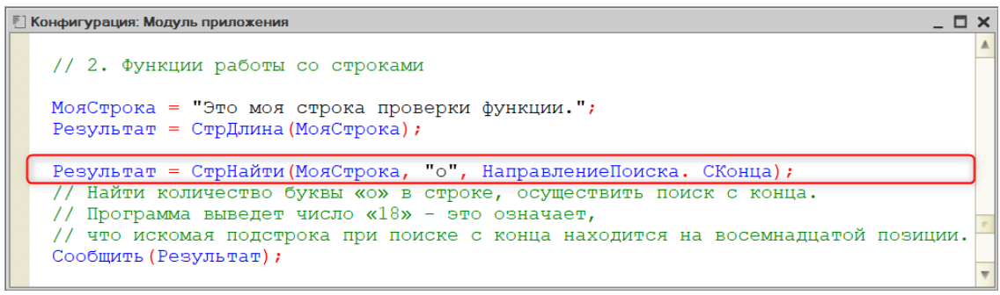 Конфигурация: Модуль приложения
// 2. Функции работы со строками
МояСтрока = "Это моя строка проверки функции.";
Результат = СтрДлина(МояСтрока);
Результат = СтрНайти(МояСтрока, "о", НаправлениеПоиска. СКонца);
// Найти количество буквы «о» в строке, осуществить поиск с конца.
// Программа выведет число «18» – это означает,
// что искомая подстрока при поиске с конца находится на восемнадцатой позиции.
Сообщить(Результат);